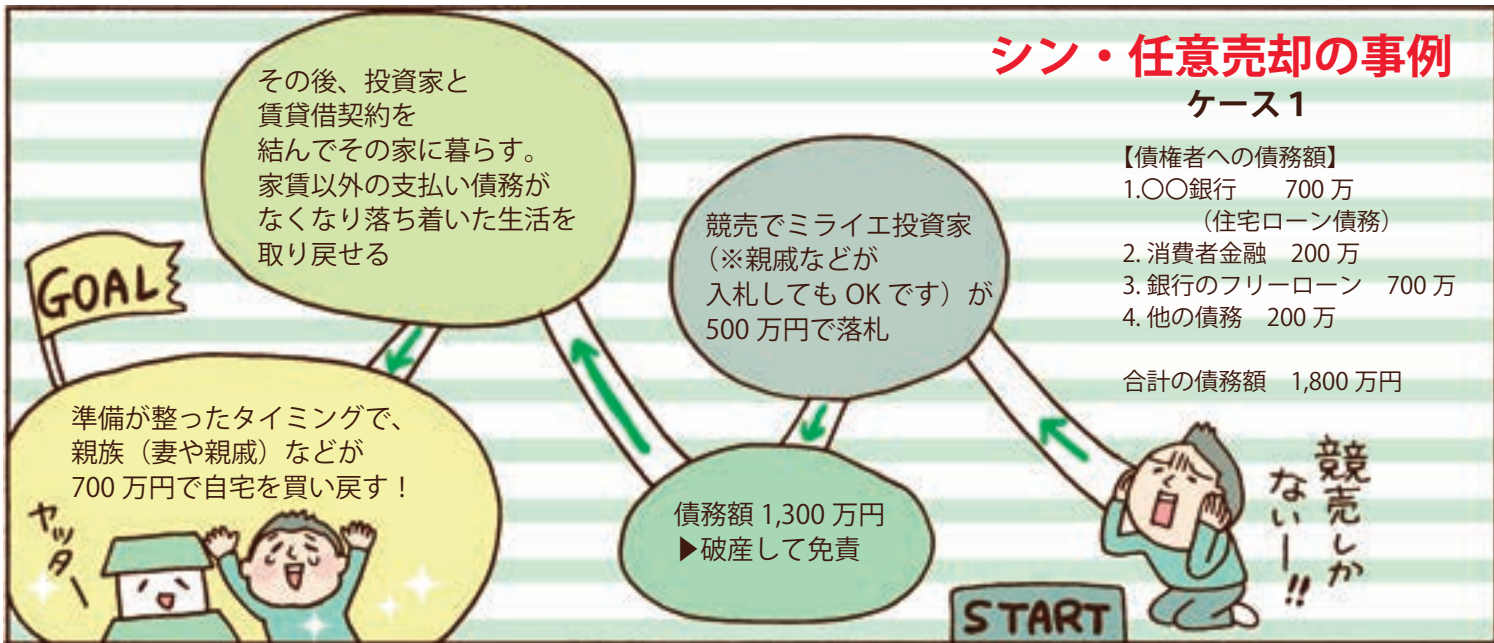 シン・任意売却の事例
ケース 1
【債権者への債務額】
1.〇〇銀行　　700 万
（住宅ローン債務）
2. 消費者金融　200 万
3. 銀行のフリーローン　700 万
4. 他の債務　200 万
合計の債務額　1,800 万円
競売しか
ないー!!
START
競売でミライエ投資家
（※親戚などが
入札しても OK です）が
500 万円で落札
債務額 1,300 万円
▶破産して免責
その後、投資家と
賃貸借契約を
結んでその家に暮らす。
家賃以外の支払い債務が
なくなり落ち着いた生活を
取り戻せる
GOAL
準備が整ったタイミングで、
親族（妻や親戚）などが
700 万円で自宅を買い戻す！
ヤッター